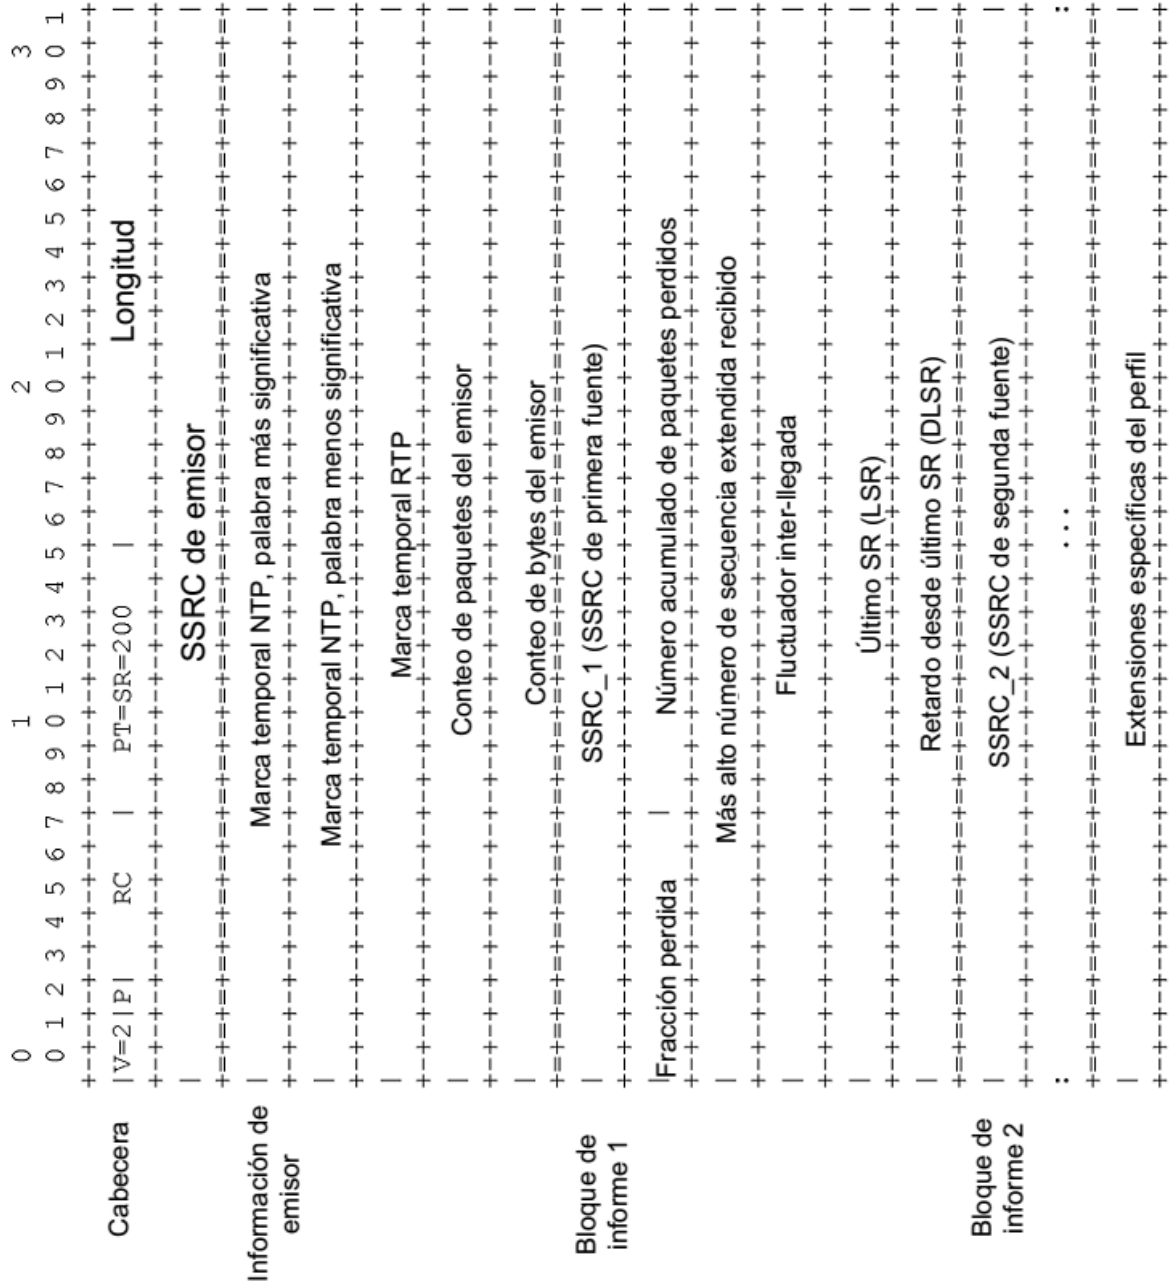 0 1 2 3
0 1 2 3 4 5 6 7 8 9 0 1 2 3 4 5 6 7 8 9 0 1 2 3 4 5 6 7 8 9 0 1
Cabecera |V=2|P| RC | PT=SR=200 | Longitud |
| SSRC de emisor |
Información de
emisor
| Marca temporal NTP, palabra más significativa |
| Marca temporal NTP, palabra menos significativa |
| Marca temporal RTP |
| Conteo de paquetes del emisor |
| Conteo de bytes del emisor |
Bloque de
informe 1
| SSRC_1 (SSRC de primera fuente) |
|Fracción perdida | Número acumulado de paquetes perdidos |
| Más alto número de secuencia extendida recibido |
| Fluctuador inter-llegada |
| Último SR (LSR) |
| Retardo desde último SR (DLSR) |
Bloque de
informe 2
| SSRC_2 (SSRC de segunda fuente) |
: ... :
| Extensiones específicas del perfil |